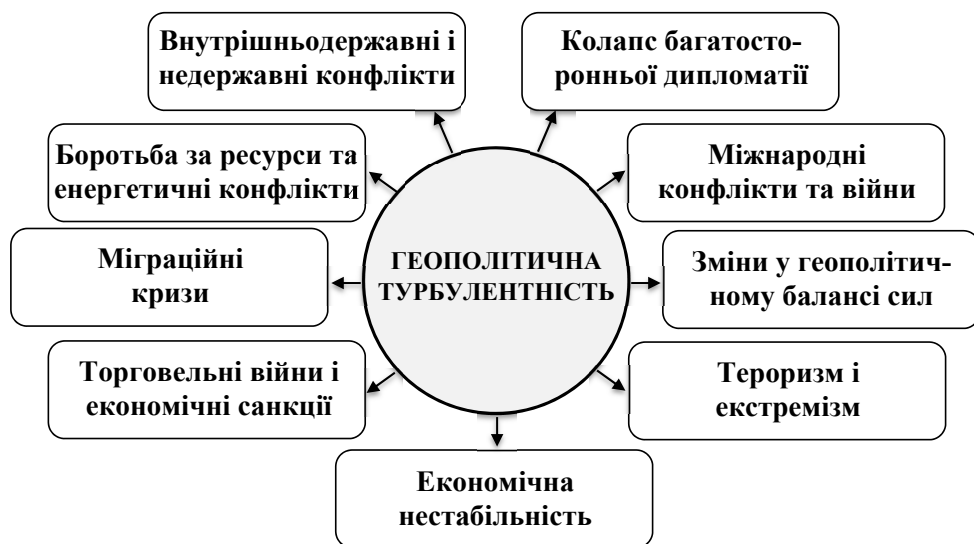 Внутрішньодержавні і
недержавні конфлікти
Колапс багатосто-
ронньої дипломатії
Боротьба за ресурси та
енергетичні конфлікти
Міжнародні
конфлікти та війни
ГЕОПОЛІТИЧНА
ТУРБУЛЕНТНІСТЬ
Міграційні
кризи
Зміни у геополітич-
ному балансі сил
Торговельні війни і
економічні санкції
Тероризм і
екстремізм
Економічна
нестабільність